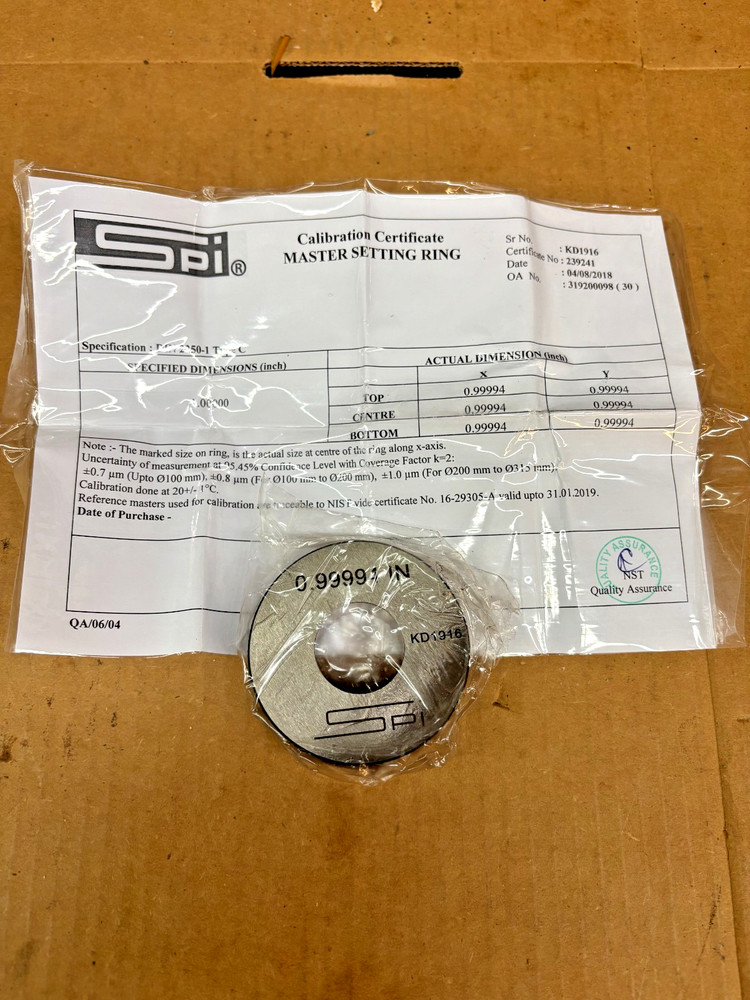 Spi®
Calibration Certificate
MASTER SETTING RING
Sr No. : KD1916
Certificate No : 239241
Date : 04/08/2018
OA No. : 319200098 ( 30 )
Specification : 2250-1 C
SPECIFIED DIMENSIONS (inch)
ACTUAL DIMENSION (inch)
X Y
1.00000
TOP 0.99994 0.99994
CENTRE 0.99994 0.99994
BOTTOM 0.99994 0.99994
Note :- The marked size on ring, is the actual size at centre of the ring along x-axis.
Uncertainty of measurement at 95.45% Confidence Level with Coverage Factor k=2:
±0.7 µm (Upto Ø100 mm), ±0.8 µm (For Ø100 mm to Ø200 mm), ±1.0 µm (For Ø200 mm to Ø315 mm).
Calibration done at 20+/-1°C.
Reference masters used for calibration are traceable to NIST vide certificate No. 16-29305-A valid upto 31.01.2019.
Date of Purchase -
QUALITY ASSURANCE
NST
Quality Assurance
QA/06/04
0.99994 IN
KD1916
Spi